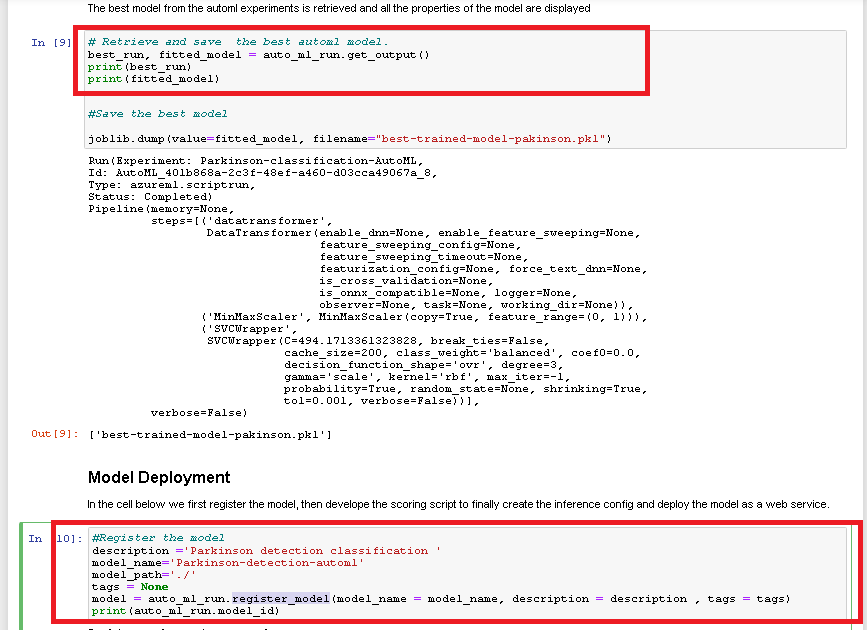 The best model from the automl experiments is retrieved and all the properties of the model are displayed
In [9]
# Retrieve and save  the best automl model.
best_run, fitted_model = auto_ml_run.get_output()
print(best_run)
print(fitted_model)
#Save the best model
joblib.dump(value=fitted_model, filename="best-trained-model-pakinson.pkl")
Run(Experiment: Parkinson-classification-AutoML,
Id: AutoML_401b868a-2c3f-48ef-a460-d03cca49067a_8,
Type: azureml.scriptrun,
Status: Completed)
Pipeline(memory=None,
steps=[('datatransformer',
DataTransformer(enable_dnn=None, enable_feature_sweeping=None,
feature_sweeping_config=None,
feature_sweeping_timeout=None,
featurization_config=None, force_text_dnn=None,
is_cross_validation=None,
is_onnx_compatible=None, logger=None,
observer=None, task=None, working_dir=None)),
('MinMaxScaler', MinMaxScaler(copy=True, feature_range=(0, 1))),
('SVCWrapper',
SVCWrapper(C=494.1713361323828, break_ties=False,
cache_size=200, class_weight='balanced', coef0=0.0,
decision_function_shape='ovr', degree=3,
gamma='scale', kernel='rbf', max_iter=-1,
probability=True, random_state=None, shrinking=True,
tol=0.001, verbose=False))],
verbose=False)
Out[9]: ['best-trained-model-pakinson.pkl']
Model Deployment
In the cell below we first register the model, then develope the scoring script to finally create the inference config and deploy the model as a web service.
In  10]:
#Register the model
description ='Parkinson detection classification '
model_name='Parkinson-detection-automl'
model_path='./'
tags = None
model = auto_ml_run.register_model(model_name = model_name, description = description , tags = tags)
print(auto_ml_run.model_id)